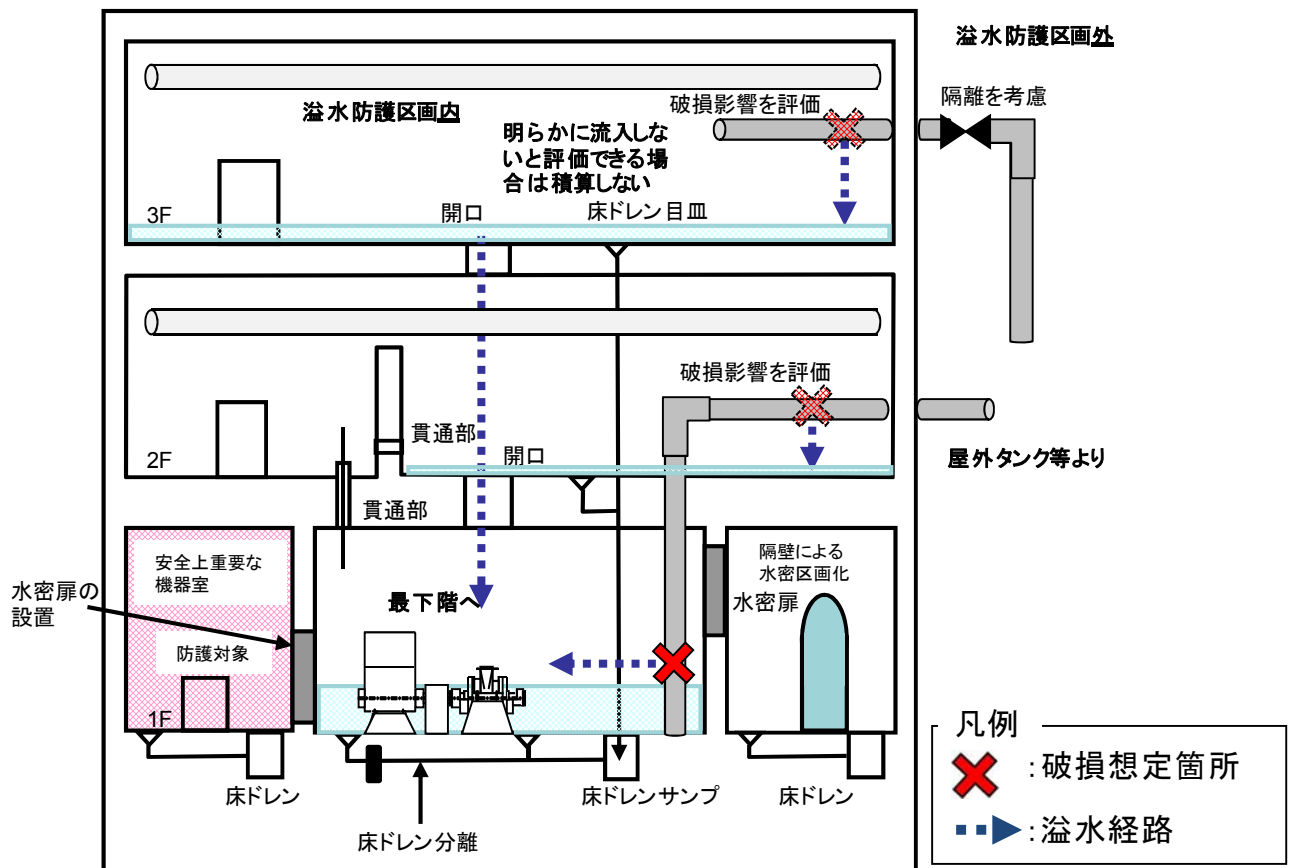 溢水防護区画外
溢水防護区画内
破損影響を評価
隔離を考慮
明らかに流入しな
いと評価できる場
合は積算しない
3F
開口
床ドレン目皿
破損影響を評価
貫通部
開口
2F
屋外タンク等より
貫通部
安全上重要な
機器室
隔壁による
水密区画化
水密扉の
設置
最下階へ
水密扉
防護対象
1F
床ドレン
床ドレンサンプ
床ドレン
床ドレン分離
凡例
:破損想定箇所
:溢水経路